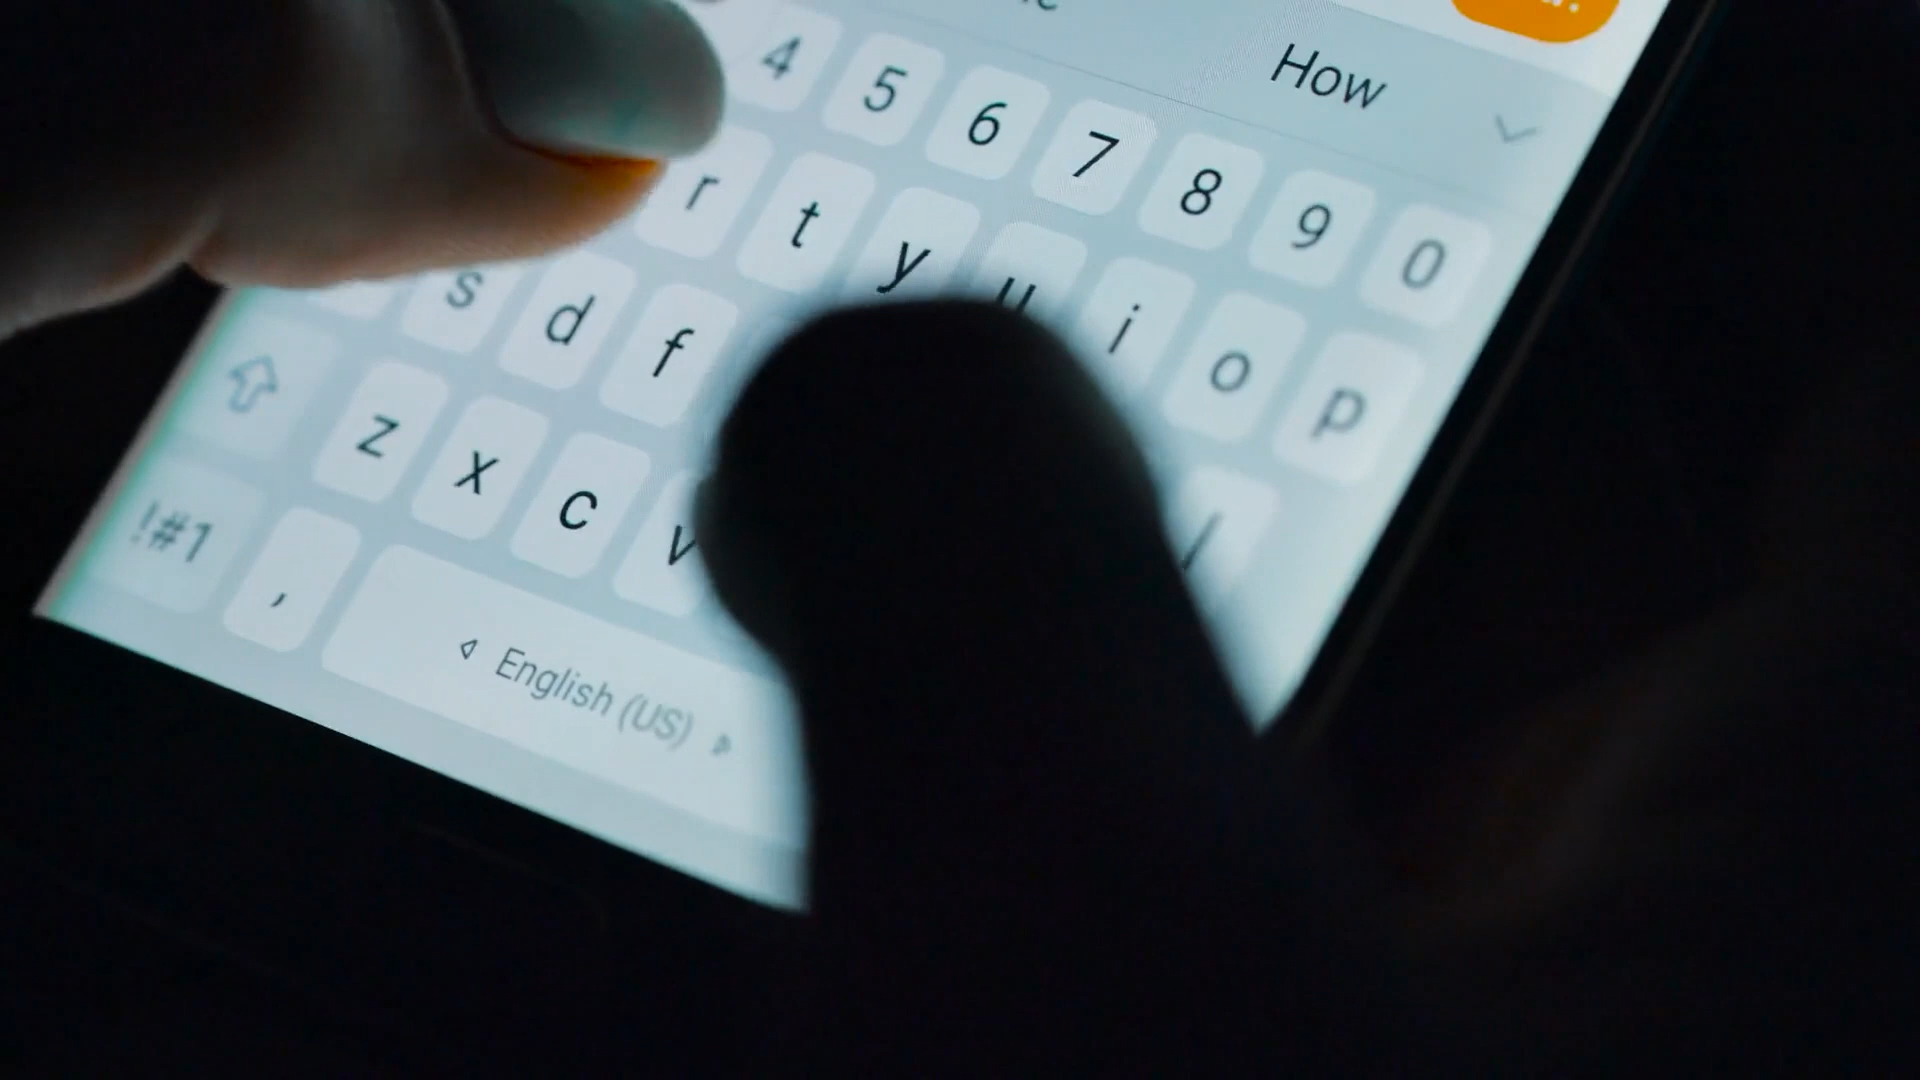 How
4 5 6 7 8 9 0
r t y u i o p
s d f l
z x c v
!#1 , English (US)